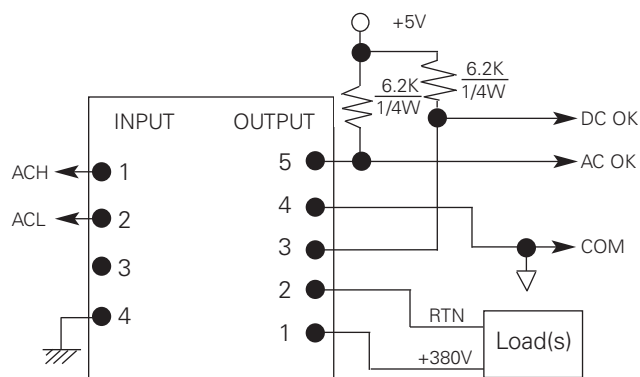 +5V
6.2K
1/4W
6.2K
1/4W
INPUT OUTPUT
DC OK
5 AC OK
ACH 1
4
ACL 2
3 COM
3
2 RTN
4
1 +380V
Load(s)